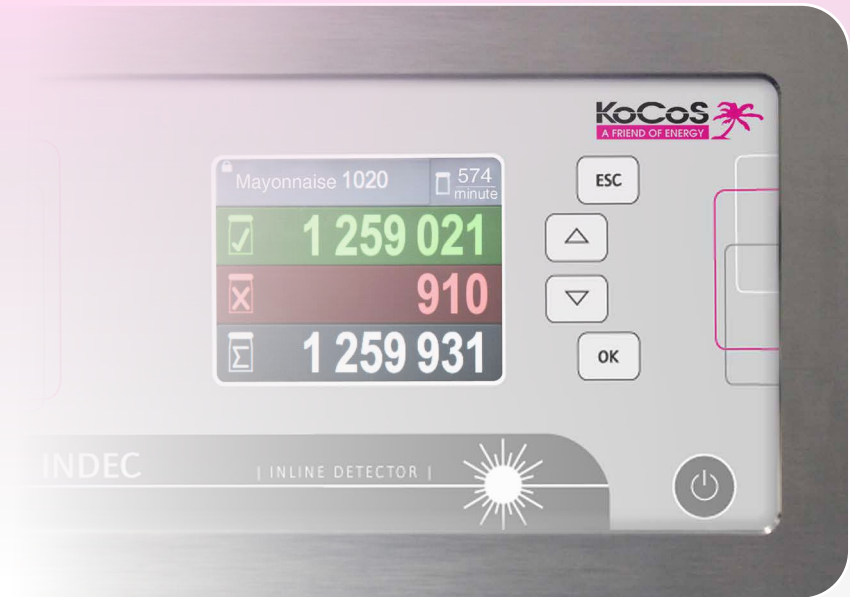 KoCoS
A FRIEND OF ENERGY
Mayonnaise 1020
574
minute
1 259 021
910
Σ 1 259 931
ESC
OK
INDEC
| INLINE DETECTOR |